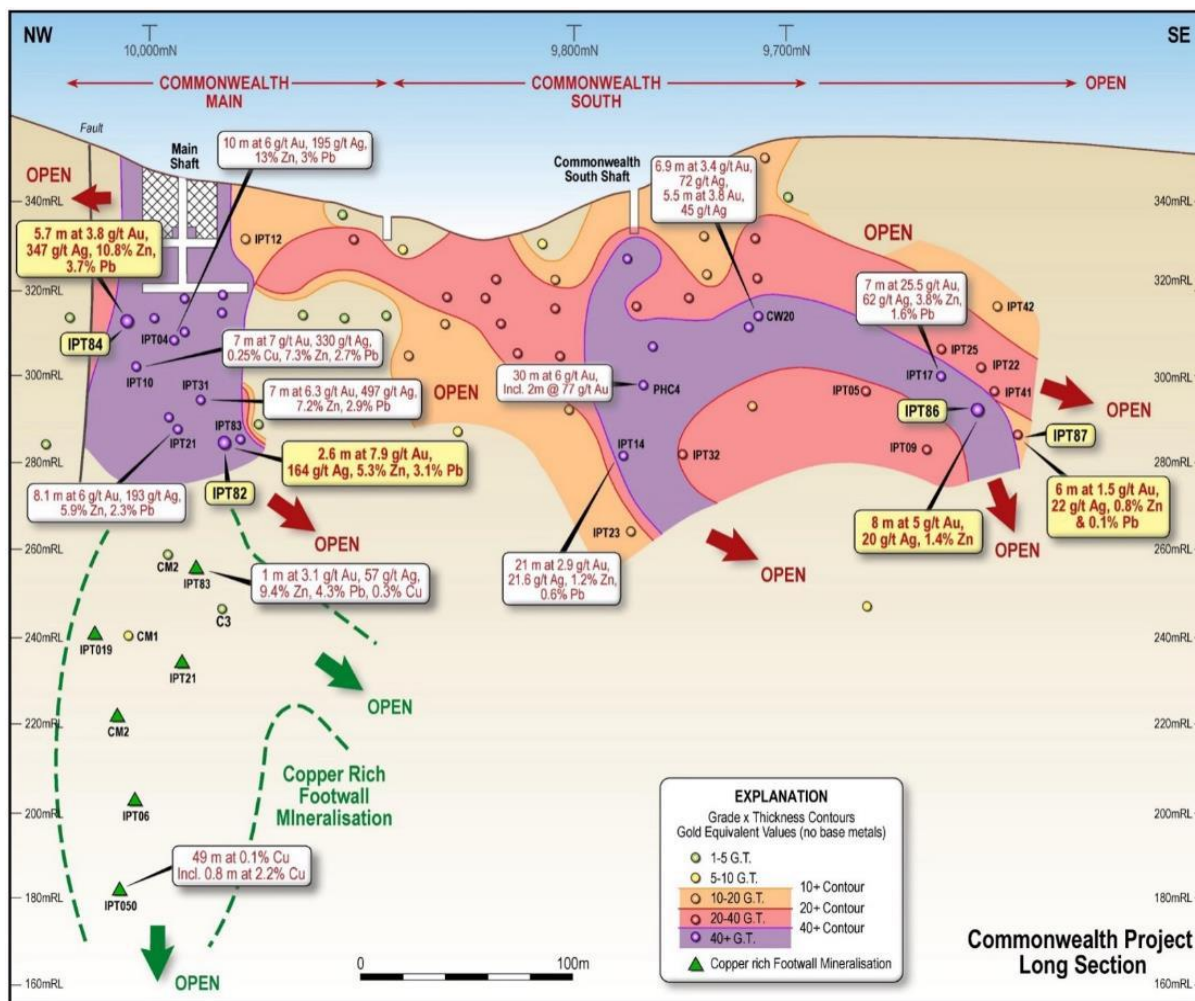 NW
10,000mN
9,800mN
9,700mN
SE
COMMONWEALTH
MAIN
COMMONWEALTH
SOUTH
OPEN
Fault
Main
Shaft
10 m at 6 g/t Au, 195 g/t Ag,
13% Zn, 3% Pb
Commonwealth
South Shaft
6.9 m at 3.4 g/t Au,
72 g/t Ag,
5.5 m at 3.8 Au,
45 g/t Ag
OPEN
340mRL
340mRL
5.7 m at 3.8 g/t Au,
347 g/t Ag, 10.8% Zn,
3.7% Pb
IPT12
OPEN
320mRL
320mRL
7 m at 25.5 g/t Au,
62 g/t Ag, 3.8% Zn,
1.6% Pb
IPT42
CW20
IPT84
IPT04
7 m at 7 g/t Au, 330 g/t Ag,
0.25% Cu, 7.3% Zn, 2.7% Pb
IPT25
IPT22
300mRL
300mRL
IPT10
IPT31
7 m at 6.3 g/t Au, 497 g/t Ag,
7.2% Zn, 2.9% Pb
OPEN
30 m at 6 g/t Au,
Incl. 2m @ 77 g/t Au
PHC4
IPT05
IPT17
IPT41
IPT86
OPEN
IPT83
IPT21
2.6 m at 7.9 g/t Au,
164 g/t Ag, 5.3% Zn, 3.1% Pb
IPT14
IPT32
IPT09
IPT87
280mRL
280mRL
8.1 m at 6 g/t Au, 193 g/t Ag,
5.9% Zn, 2.3% Pb
IPT82
6 m at 1.5 g/t Au,
22 g/t Ag, 0.8% Zn
& 0.1% Pb
8 m at 5 g/t Au,
20 g/t Ag, 1.4% Zn
IPT23
OPEN
OPEN
OPEN
260mRL
260mRL
CM2
IPT83
1 m at 3.1 g/t Au, 57 g/t Ag,
9.4% Zn, 4.3% Pb, 0.3% Cu
21 m at 2.9 g/t Au,
21.6 g/t Ag, 1.2% Zn,
0.6% Pb
C3
240mRL
240mRL
IPT019
CM1
IPT21
OPEN
220mRL
220mRL
CM2
Copper Rich
Footwall
MIneralisation
200mRL
200mRL
IPT06
49 m at 0.1% Cu
Incl. 0.8 m at 2.2% Cu
180mRL
180mRL
IPT050
OPEN
160mRL
160mRL
0
100m
EXPLANATION
Grade x Thickness Contours
Gold Equivalent Values (no base metals)
1-5 G.T.
5-10 G.T.
10+ Contour
10-20 G.T.
20+ Contour
20-40 G.T.
40+ Contour
40+ G.T.
Copper rich Footwall Mineralisation
Commonwealth Project
Long Section